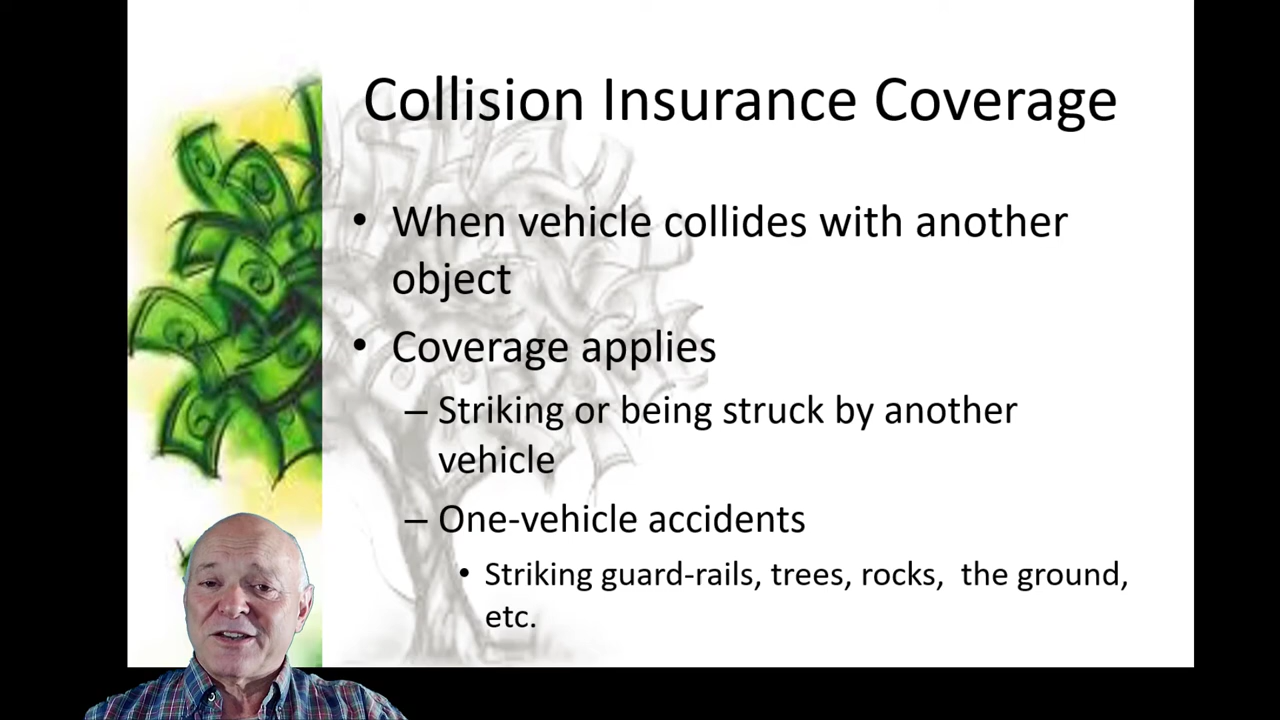 Collision Insurance Coverage
• When vehicle collides with another
object
• Coverage applies
– Striking or being struck by another
vehicle
– One-vehicle accidents
• Striking guard-rails, trees, rocks,  the ground,
etc.